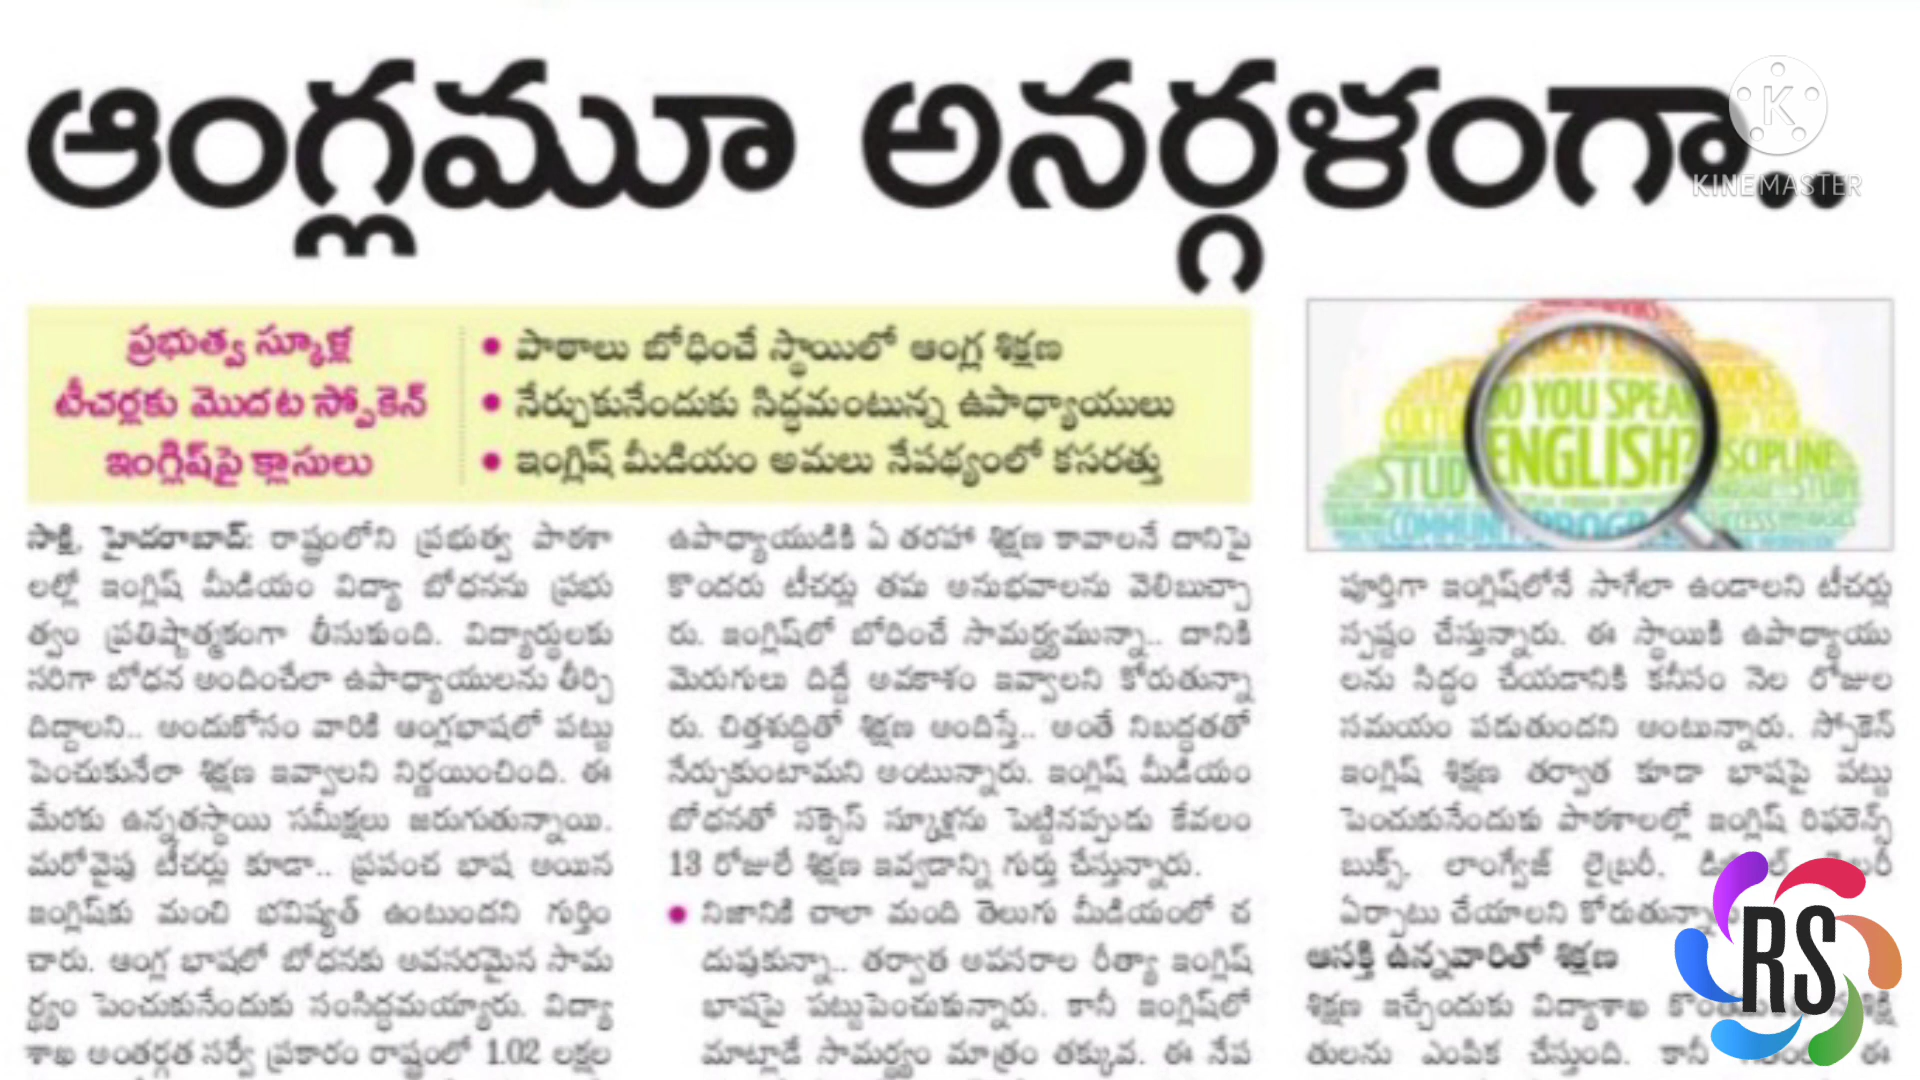 ఆంగ్లమూ అనర్గళంగా..
KINEMASTER
ప్రభుత్వ స్కూళ్ల
టీచర్లకు మొదట స్పోకెన్
ఇంగ్లిష్‌పై క్లాసులు
• పాఠాలు బోధించే స్థాయిలో ఆంగ్ల శిక్షణ
• నేర్చుకునేందుకు సిద్ధమంటున్న ఉపాధ్యాయులు
• ఇంగ్లిష్ మీడియం అమలు నేపథ్యంలో కసరత్తు
DO YOU SPEAK
ENGLISH?
సాక్షి, హైదరాబాద్: రాష్ట్రంలోని ప్రభుత్వ పాఠశా
లల్లో ఇంగ్లిష్ మీడియం విద్యా బోధనను ప్రభు
త్వం ప్రతిష్టాత్మకంగా తీసుకుంది. విద్యార్థులకు
సరిగా బోధన అందించేలా ఉపాధ్యాయులను తీర్చి
దిద్దాలని.. అందుకోసం వారికి ఆంగ్లభాషలో పట్టు
పెంచుకునేలా శిక్షణ ఇవ్వాలని నిర్ణయించింది. ఈ
మేరకు ఉన్నతస్థాయి సమీక్షలు జరుగుతున్నాయి.
మరోవైపు టీచర్లు కూడా.. ప్రపంచ భాష అయిన
ఇంగ్లిష్‌కు మంచి భవిష్యత్ ఉంటుందని గుర్తిం
చారు. ఆంగ్ల భాషలో బోధనకు అవసరమైన సామ
ర్థ్యం పెంచుకునేందుకు సంసిద్ధమయ్యారు. విద్యా
శాఖ అంతర్గత సర్వే ప్రకారం రాష్ట్రంలో 1.02 లక్షల
ఉపాధ్యాయుడికి ఏ తరహా శిక్షణ కావాలనే దానిపై
కొందరు టీచర్లు తమ అనుభవాలను వెలిబుచ్చా
రు. ఇంగ్లిష్‌లో బోధించే సామర్థ్యమున్నా.. దానికి
మెరుగులు దిద్దే అవకాశం ఇవ్వాలని కోరుతున్నా
రు. చిత్తశుద్ధితో శిక్షణ అందిస్తే.. అంతే నిబద్ధతతో
నేర్చుకుంటామని అంటున్నారు. ఇంగ్లిష్ మీడియం
బోధనతో సక్సెస్ స్కూళ్లను పెట్టినప్పుడు కేవలం
13 రోజులే శిక్షణ ఇవ్వడాన్ని గుర్తు చేస్తున్నారు.
• నిజానికి చాలా మంది తెలుగు మీడియంలో చ
దువుకున్నా.. తర్వాత అవసరాల రీత్యా ఇంగ్లిష్
భాషపై పట్టుపెంచుకున్నారు. కానీ ఇంగ్లిష్‌లో
మాట్లాడే సామర్థ్యం మాత్రం తక్కువ. ఈ నేప
పూర్తిగా ఇంగ్లిష్‌లోనే సాగేలా ఉండాలని టీచర్లు
స్పష్టం చేస్తున్నారు. ఈ స్థాయికి ఉపాధ్యాయు
లను సిద్ధం చేయడానికి కనీసం నెల రోజుల
సమయం పడుతుందని అంటున్నారు. స్పోకెన్
ఇంగ్లిష్ శిక్షణ తర్వాత కూడా భాషపై పట్టు
పెంచుకునేందుకు పాఠశాలల్లో ఇంగ్లిష్ రిఫరెన్స్
బుక్స్, లాంగ్వేజ్ లైబ్రరీ,
ఏర్పాటు చేయాలని
ఆసక్తి ఉన్నవారితో శిక్షణ
శిక్షణ ఇచ్చేందుకు విద్యాశాఖ
తులను ఎంపిక చేస్తుంది. కానీ ఈ
RS